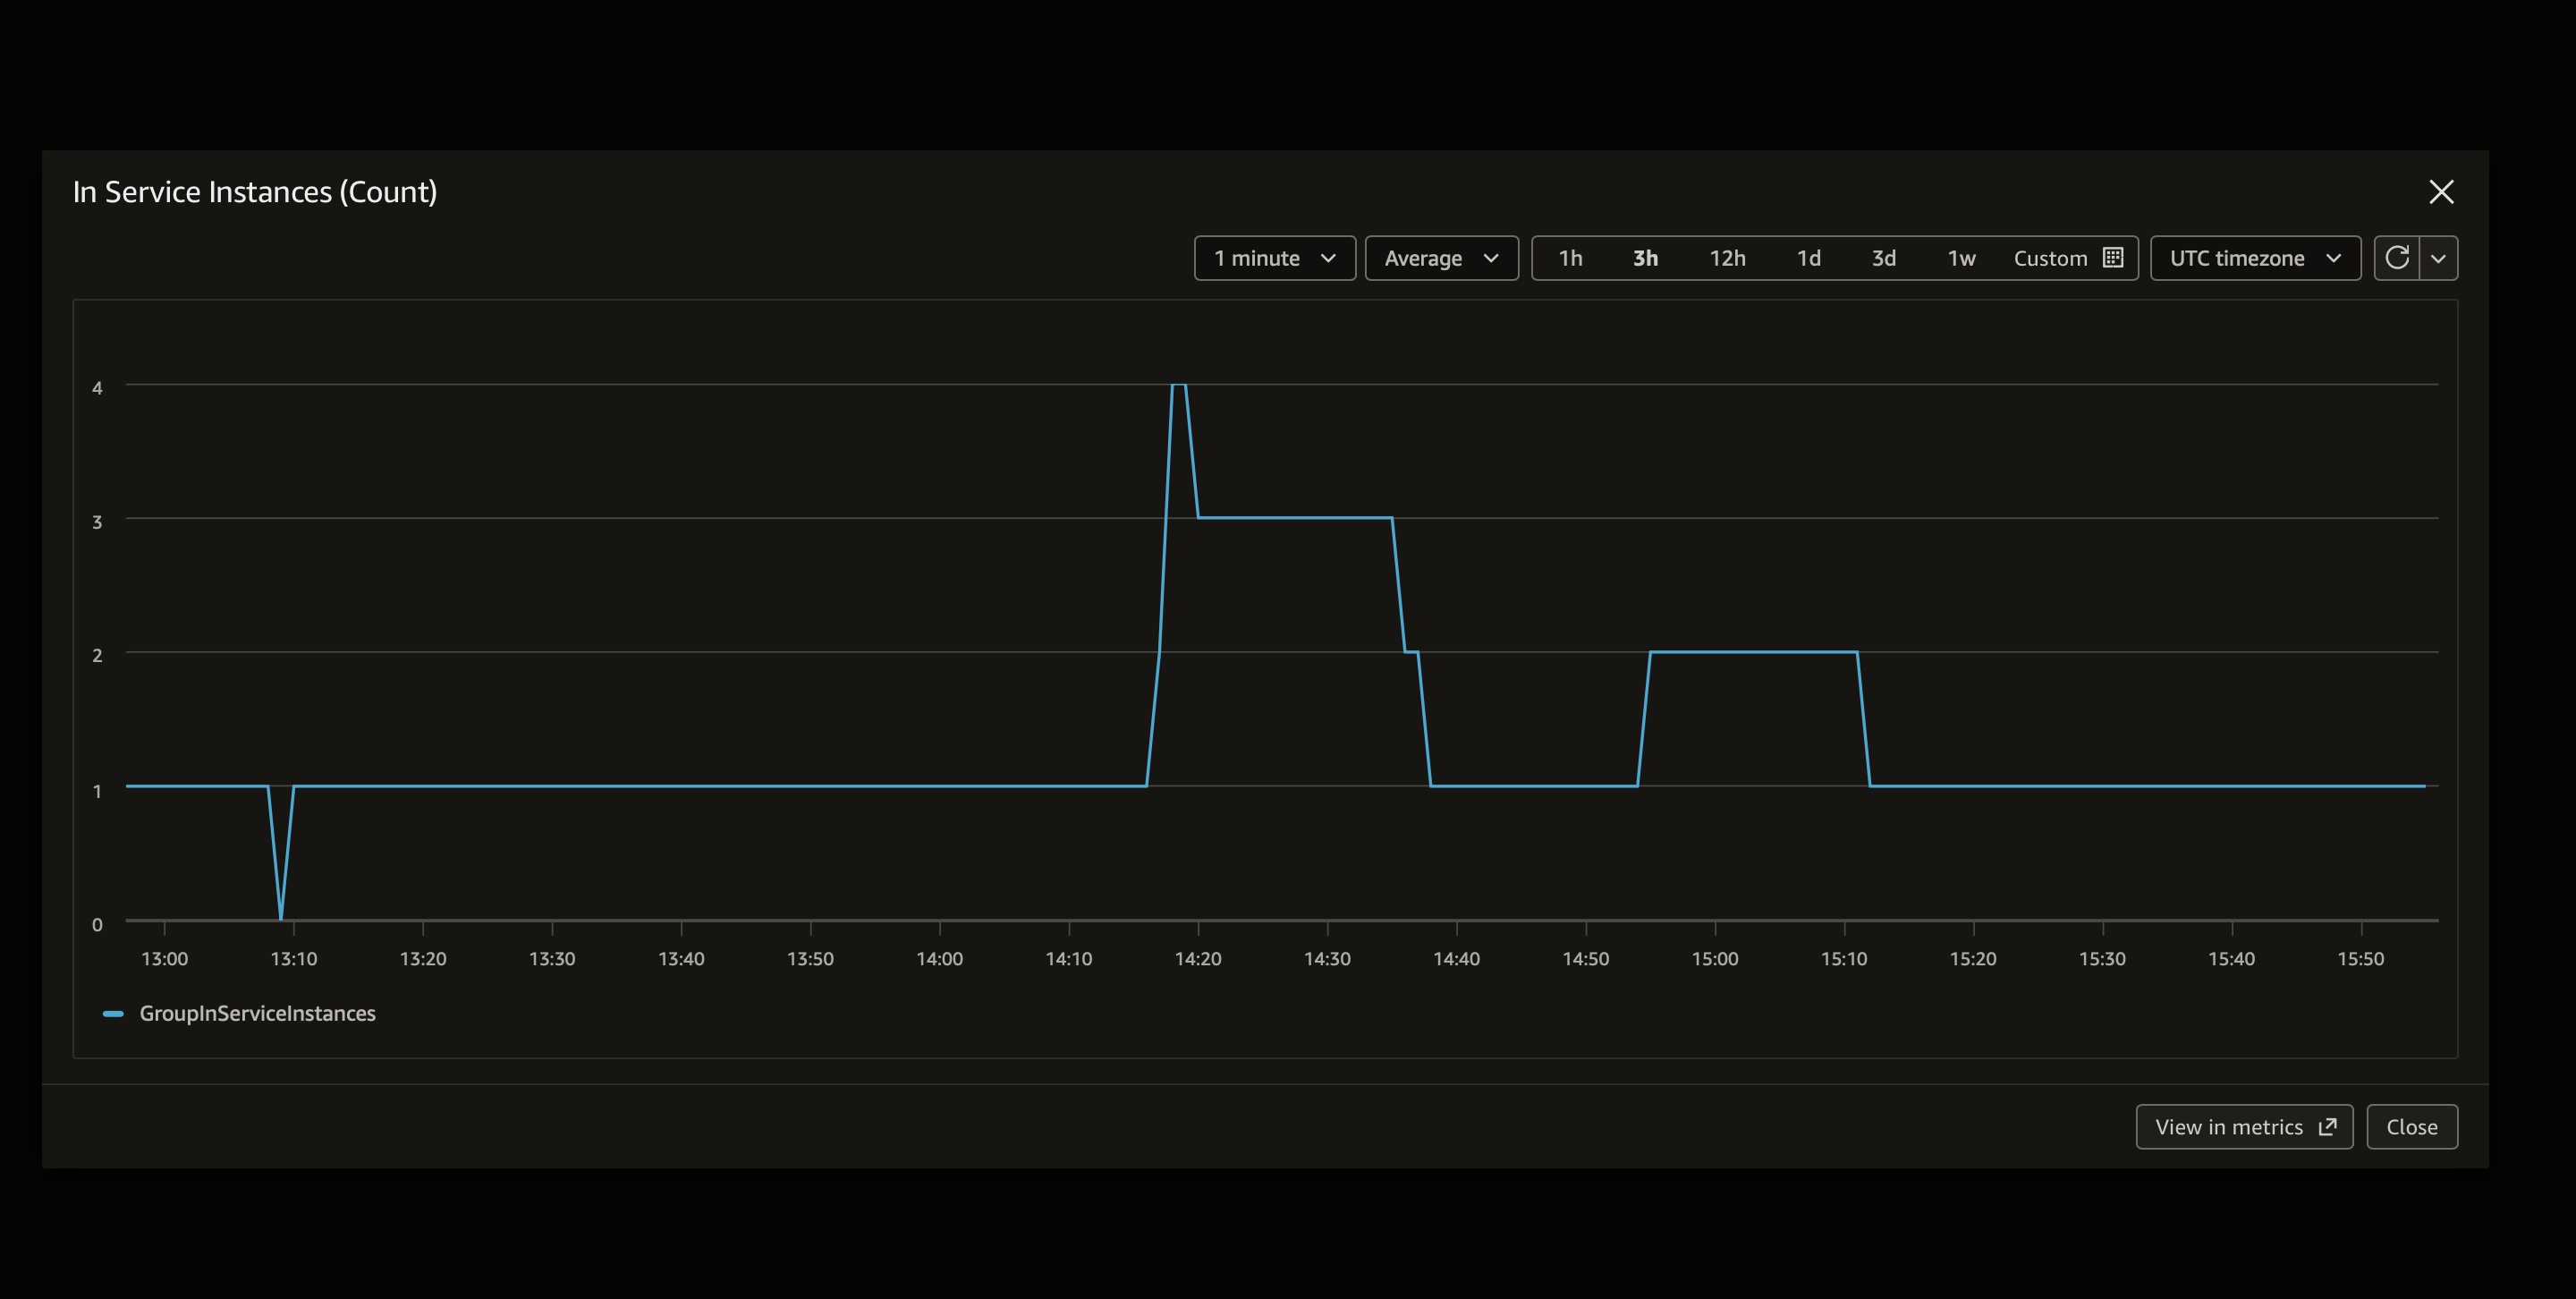 In Service Instances (Count)
1 minute Average 1h 3h 12h 1d 3d 1w Custom UTC timezone
4
3
2
1
0
13:00 13:10 13:20 13:30 13:40 13:50 14:00 14:10 14:20 14:30 14:40 14:50 15:00 15:10 15:20 15:30 15:40 15:50
GroupInServiceInstances
View in metrics Close